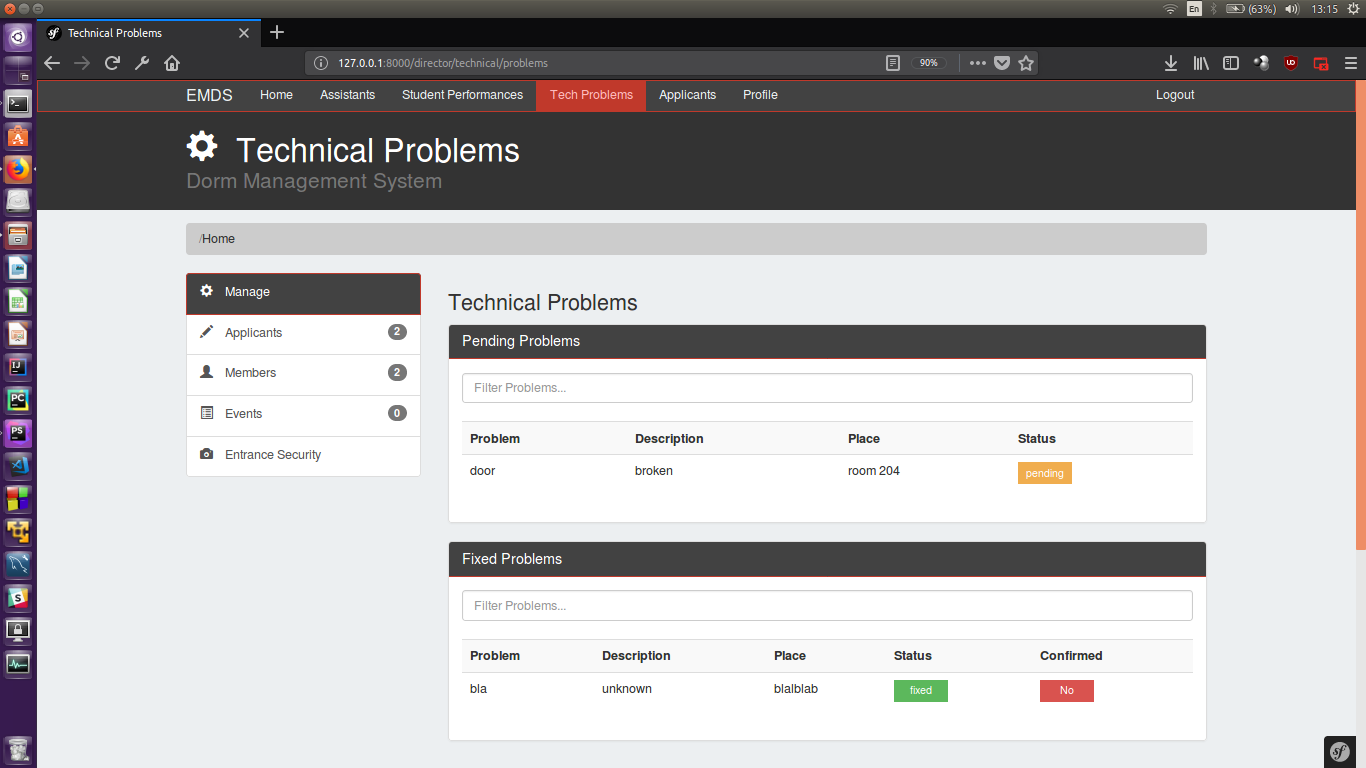 En (63%) 13:15
Technical Problems
127.0.0.1:8000/director/technical/problems 90%
EMDS Home Assistants Student Performances Tech Problems Applicants Profile Logout
Technical Problems
Dorm Management System
/Home
Manage
Applicants 2
Members 2
Events 0
Entrance Security
Technical Problems
Pending Problems
Filter Problems...
Problem Description Place Status
door broken room 204 pending
Fixed Problems
Filter Problems...
Problem Description Place Status Confirmed
bla unknown blalblab fixed No